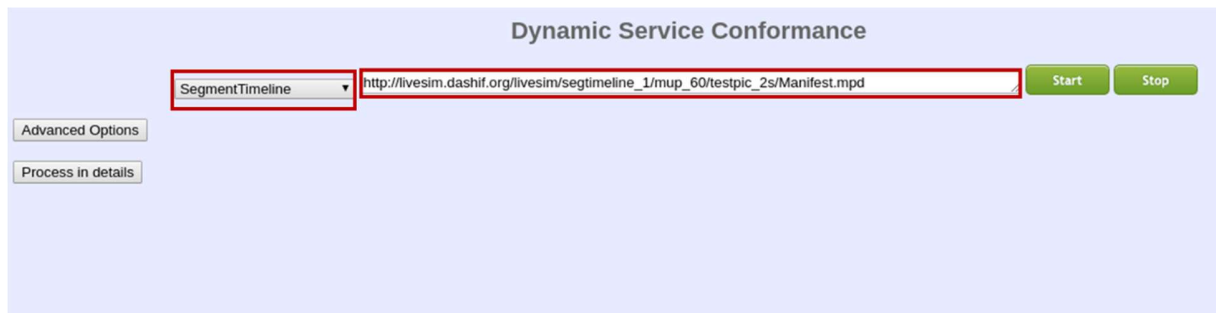 Dynamic Service Conformance
SegmentTimeline
http://livesim.dashif.org/livesim/segtimeline_1/mup_60/testpic_2s/Manifest.mpd
Start
Stop
Advanced Options
Process in details